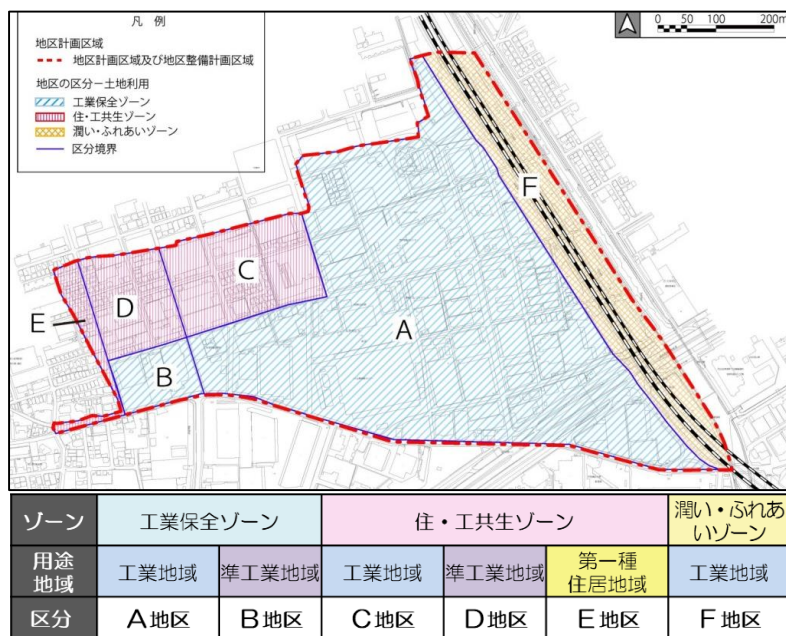 凡　例
地区計画区域
地区計画区域及び地区整備計画区域
地区の区分－土地利用
工業保全ゾーン
住・工共生ゾーン
潤い・ふれあいゾーン
区分境界
0 50 100 200m
F
C
D
E
A
B
ゾーン 工業保全ゾーン 住・工共生ゾーン 潤い・ふれあ
いゾーン
用途
地域 工業地域 準工業地域 工業地域 準工業地域 第一種
住居地域 工業地域
区分 A地区 B地区 C地区 D地区 E地区 F地区